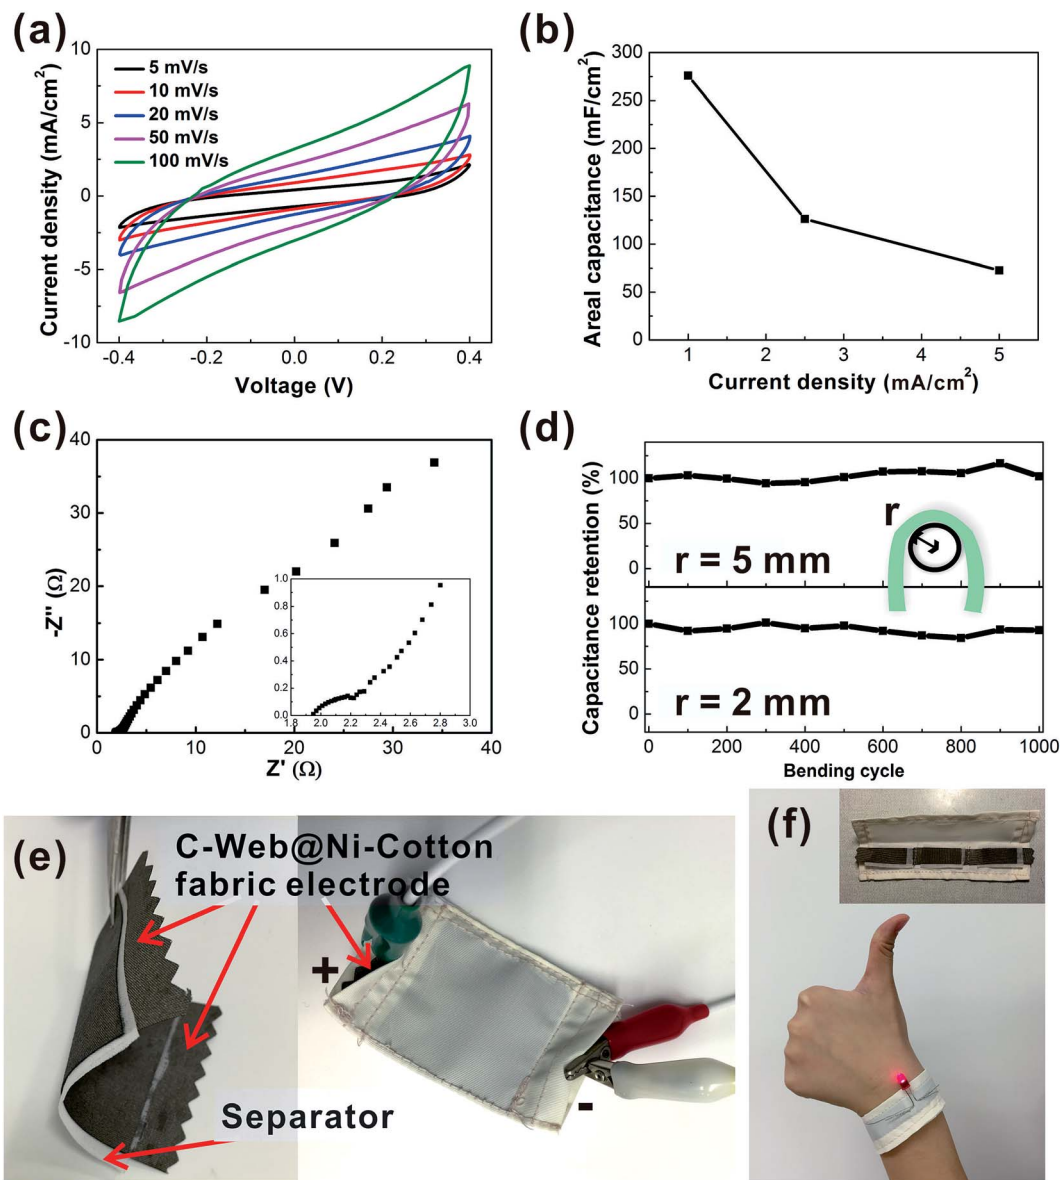 (a)
10
5
0
-5
-10
Current density (mA/cm²)
5 mV/s
10 mV/s
20 mV/s
50 mV/s
100 mV/s
-0.4
-0.2
0.0
0.2
0.4
Voltage (V)
(b)
300
250
200
150
100
50
0
Areal capacitance (mF/cm²)
1
2
3
4
5
Current density (mA/cm²)
(c)
40
30
20
10
0
-Z'' (Ω)
0
10
20
30
40
Z' (Ω)
1.0
0.8
0.6
0.4
0.2
0.0
1.8
2.0
2.2
2.4
2.6
2.8
3.0
(d)
Capacitance retention (%)
100
50
0
r
r = 5 mm
100
50
0
r = 2 mm
0
200
400
600
800
1000
Bending cycle
(e)
C-Web@Ni-Cotton
fabric electrode
+
-
Separator
(f)